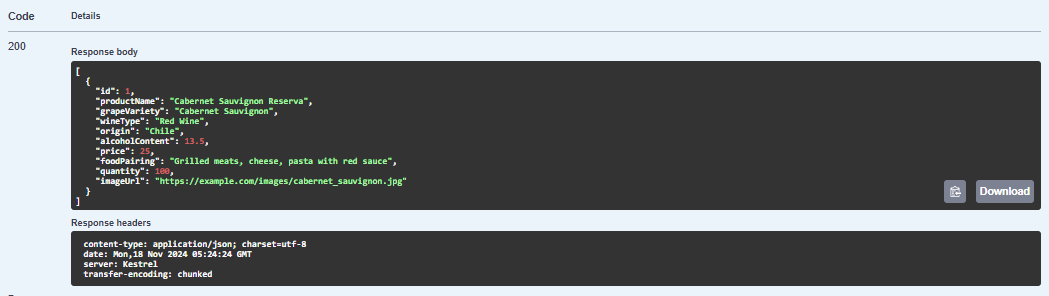 Code Details
200
Response body
[
  {
    "id": 1,
    "productName": "Cabernet Sauvignon Reserva",
    "grapeVariety": "Cabernet Sauvignon",
    "wineType": "Red Wine",
    "origin": "Chile",
    "alcoholContent": 13.5,
    "price": 25,
    "foodPairing": "Grilled meats, cheese, pasta with red sauce",
    "quantity": 100,
    "imageUrl": "https://example.com/images/cabernet_sauvignon.jpg"
  }
]
Download
Response headers
content-type: application/json; charset=utf-8
date: Mon,18 Nov 2024 05:24:24 GMT
server: Kestrel
transfer-encoding: chunked